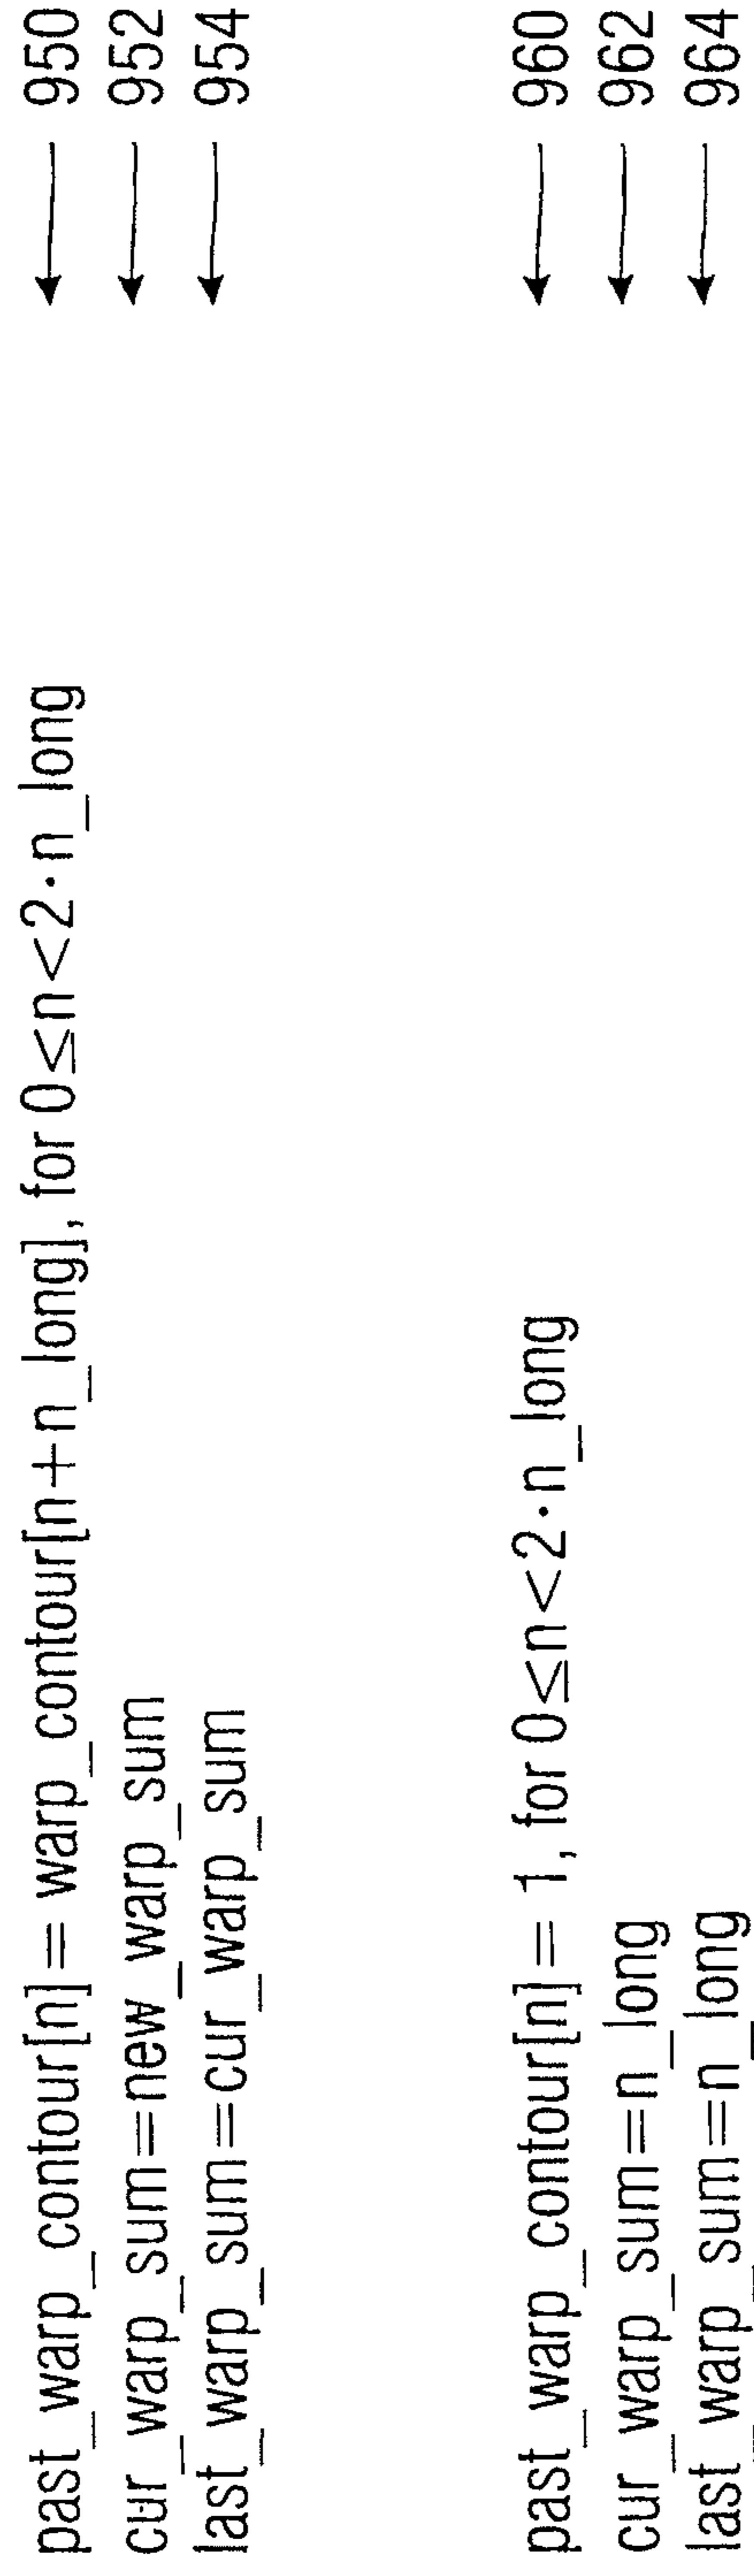 past_warp_contour[n] = warp_contour[n+n_long], for 0≤n<2·n_long ← 950
cur_warp_sum=new_warp_sum ← 952
last_warp_sum=cur_warp_sum ← 954
past_warp_contour[n] = 1, for 0≤n<2·n_long ← 960
cur_warp_sum=n_long ← 962
last_warp_sum=n_long ← 964